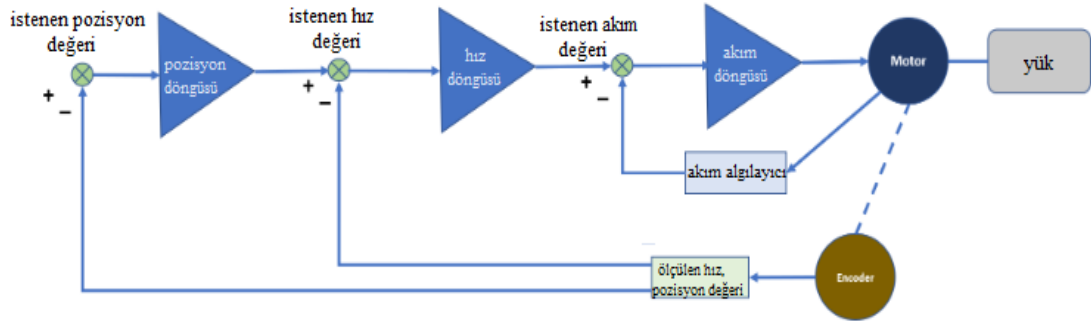 istenen pozisyon
değeri
+
−
pozisyon
döngüsü
istenen hız
değeri
+
−
hız
döngüsü
istenen akım
değeri
+
−
akım
döngüsü
Motor
yük
akım algılayıcı
ölçülen hız,
pozisyon değeri
Encoder